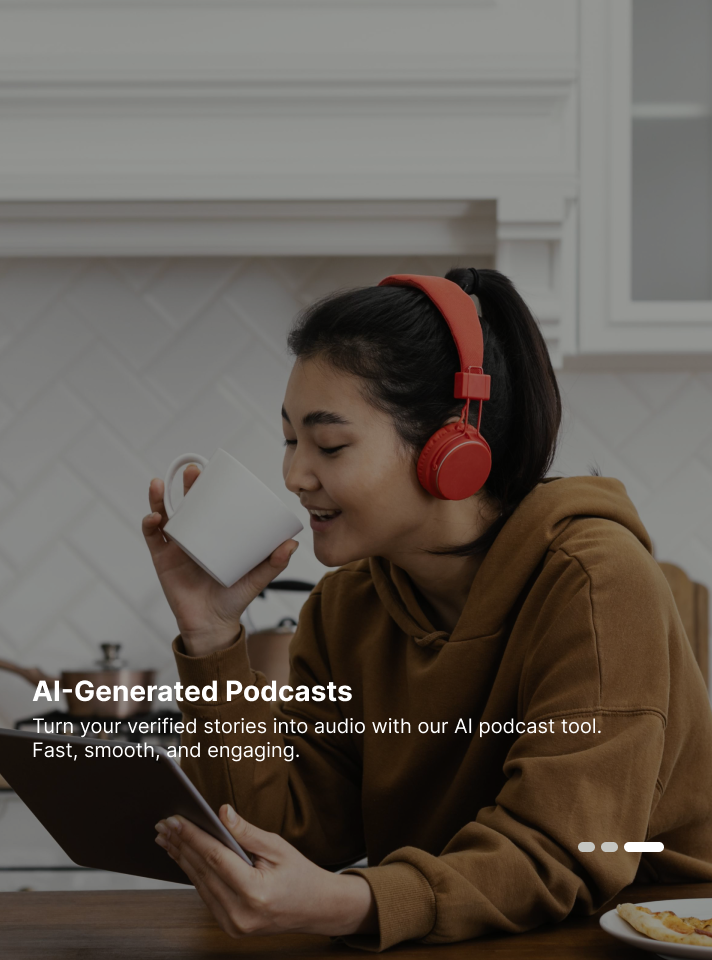 AI-Generated Podcasts
Turn your verified stories into audio with our AI podcast tool.
Fast, smooth, and engaging.